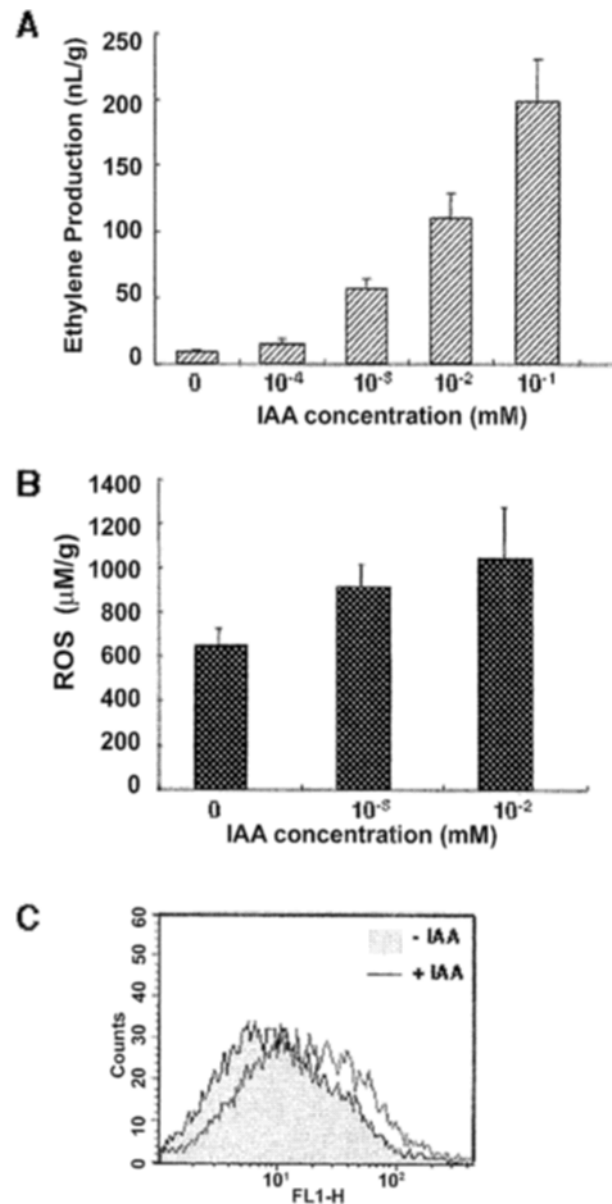 A
Ethylene Production (nL/g)
250
200
150
100
50
0
0 10⁻⁴ 10⁻³ 10⁻² 10⁻¹
IAA concentration (mM)
B
ROS (µM/g)
1400
1200
1000
800
600
400
200
0
0 10⁻³ 10⁻²
IAA concentration (mM)
C
Counts
60
50
40
30
20
10
0
- IAA
+ IAA
10¹ 10²
FL1-H